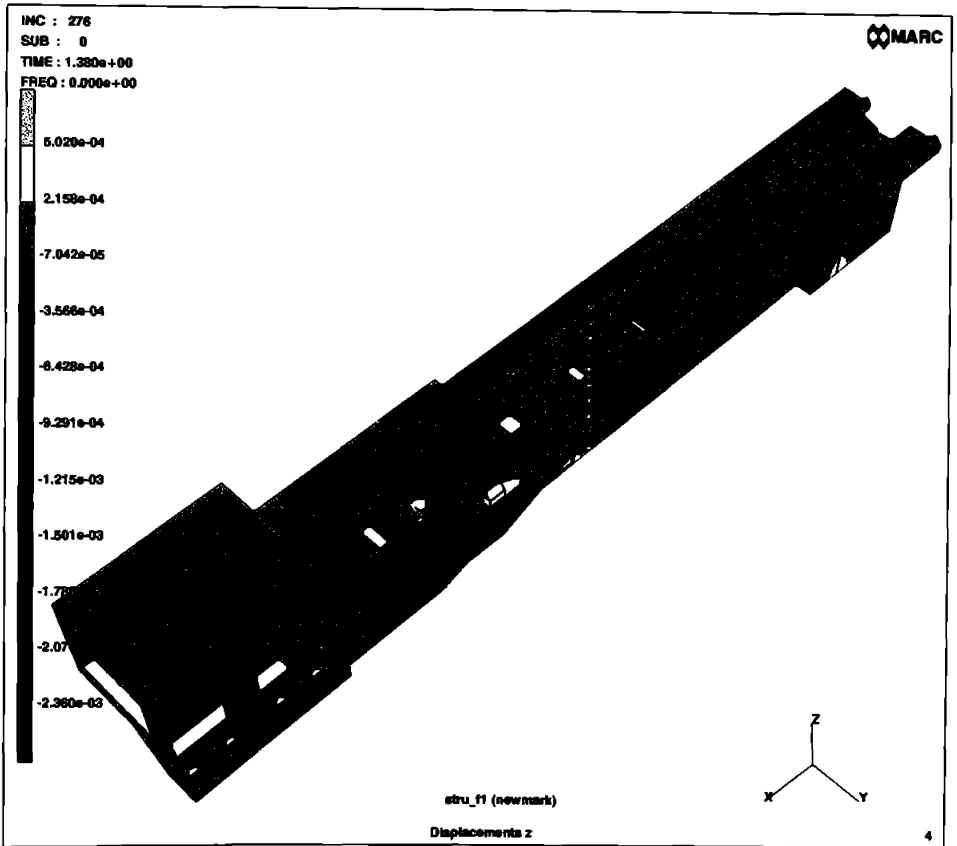 INC : 276
SUB : 0
TIME : 1.380e+00
FREQ : 0.000e+00
MARC
5.020e-04
2.158e-04
-7.042e-05
-3.566e-04
-6.428e-04
-9.291e-04
-1.215e-03
-1.501e-03
-2.360e-03
Z
X
Y
stru_f1 (newmark)
Displacements z
4